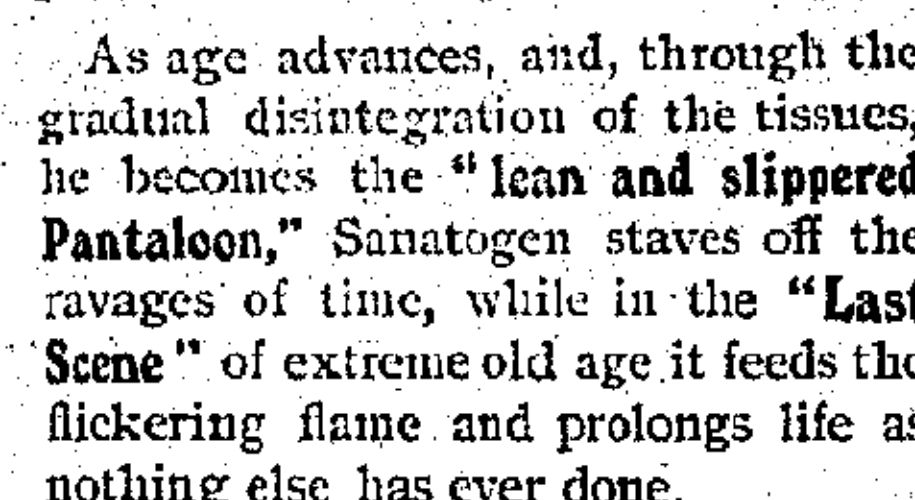 As age advances, and, through the
gradual disintegration of the tissues,
he becomes the "lean and slippered
Pantaloon," Sanatogen staves off the
ravages of time, while in the "Last
Scene" of extreme old age it feeds the
flickering flame and prolongs life as
nothing else has ever done.